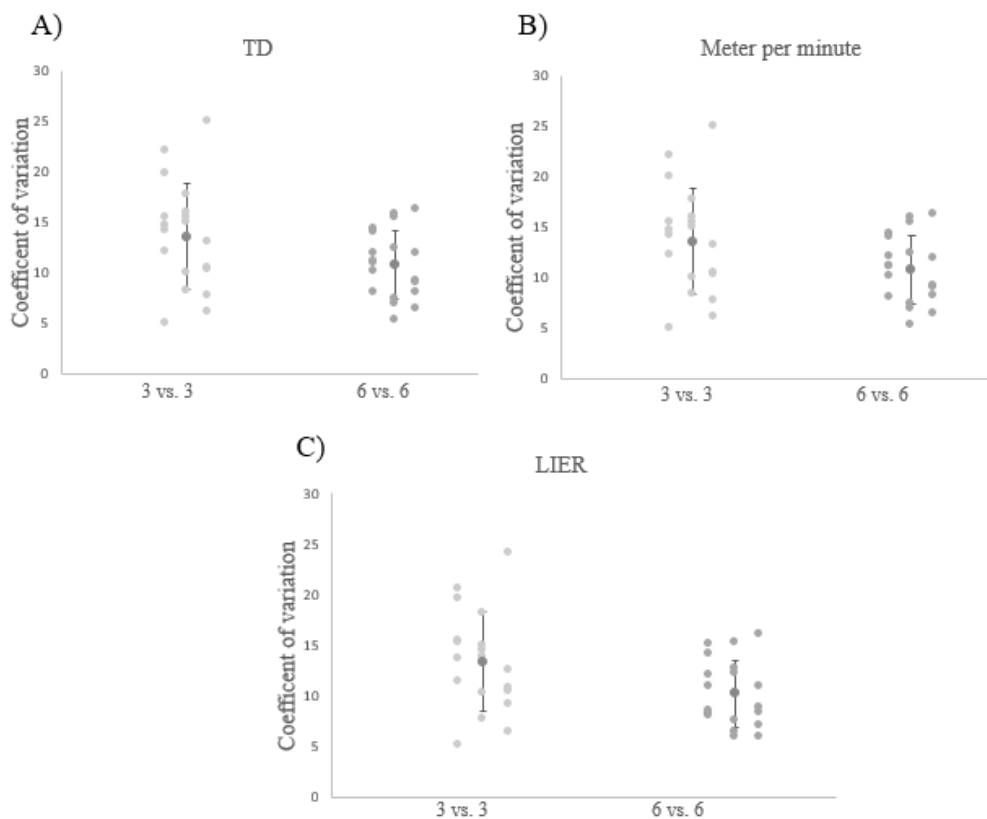 A)
TD
Coefficent of variation
30
25
20
15
10
5
0
3 vs. 3
6 vs. 6
B)
Meter per minute
Coefficent of variation
30
25
20
15
10
5
0
3 vs. 3
6 vs. 6
C)
LIER
Coefficent of variation
30
25
20
15
10
5
0
3 vs. 3
6 vs. 6